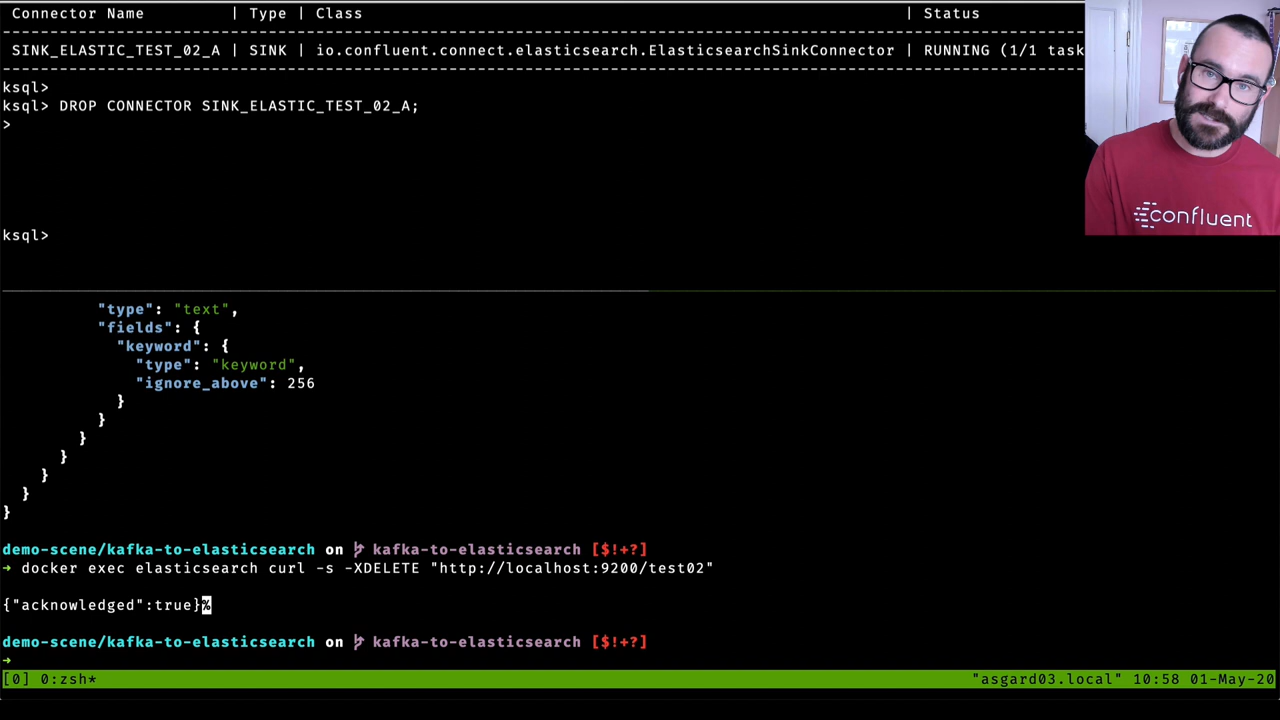 Connector Name | Type | Class | Status
SINK_ELASTIC_TEST_02_A | SINK | io.confluent.connect.elasticsearch.ElasticsearchSinkConnector | RUNNING (1/1 task
ksql>
ksql> DROP CONNECTOR SINK_ELASTIC_TEST_02_A;
>
confluent
ksql>
"type": "text",
"fields": {
"keyword": {
"type": "keyword",
"ignore_above": 256
}
}
}
}
}
}
}
demo-scene/kafka-to-elasticsearch on kafka-to-elasticsearch [$!+?]
➜ docker exec elasticsearch curl -s -XDELETE "http://localhost:9200/test02"
{"acknowledged":true}%
demo-scene/kafka-to-elasticsearch on kafka-to-elasticsearch [$!+?]
➜
[0] 0:zsh* "asgard03.local" 10:58 01-May-20